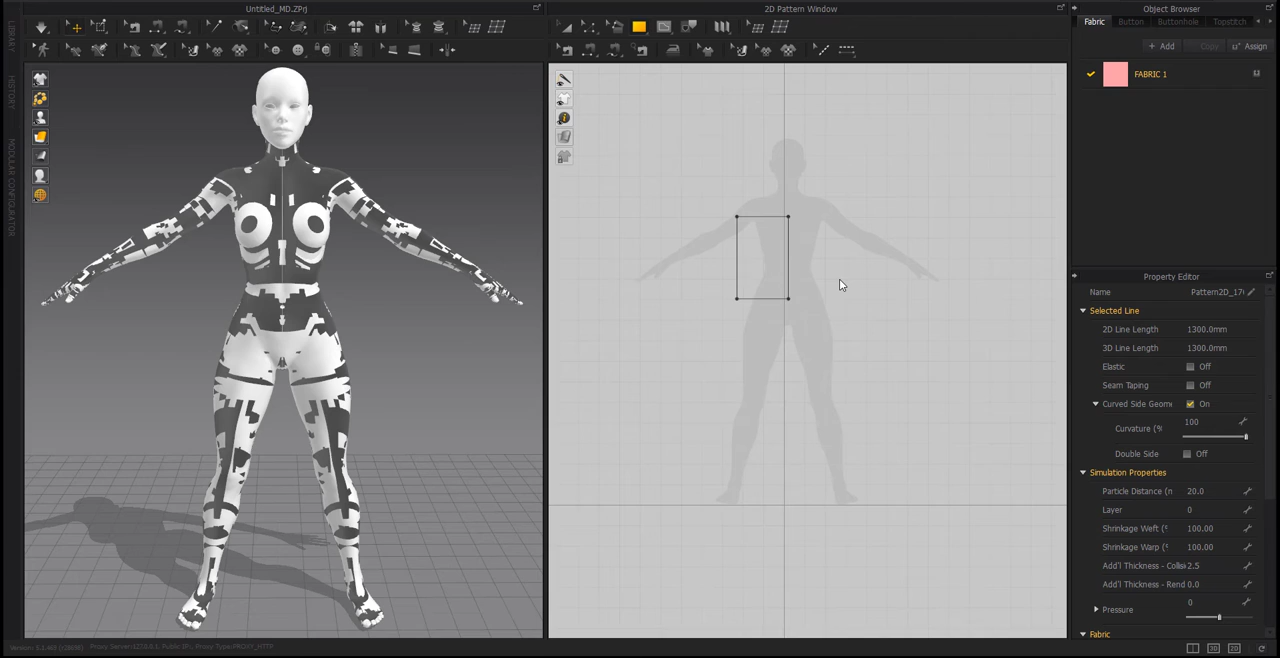 Untitled_MD.ZPrj
2D Pattern Window
Object Browser
LIBRARY
HISTORY
MODULAR CONFIGURATOR
Fabric
Button
Buttonhole
Topstitch
+ Add
Copy
Assign
FABRIC 1
Property Editor
Name Pattern2D_17
Selected Line
2D Line Length 1300.0mm
3D Line Length 1300.0mm
Elastic Off
Seam Taping Off
Curved Side Geome On
Curvature (% 100
Double Side Off
Simulation Properties
Particle Distance (n 20.0
Layer 0
Shrinkage Weft (% 100.00
Shrinkage Warp (% 100.00
Add'l Thickness - Collis 2.5
Add'l Thickness - Rend 0.0
Pressure 0
Fabric
3D
2D